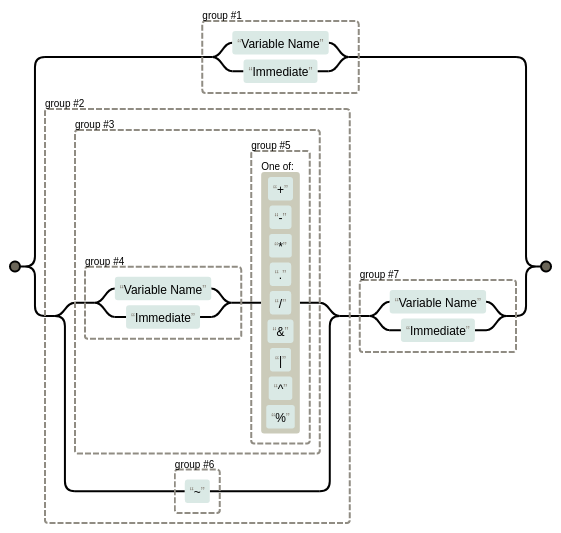 group #1
“Variable Name”
“Immediate”
group #2
group #3
group #5
One of:
“+”
“-”
“*”
“.”
“/”
“&”
“|”
“^”
“%”
group #4
“Variable Name”
“Immediate”
group #7
“Variable Name”
“Immediate”
group #6
“~”